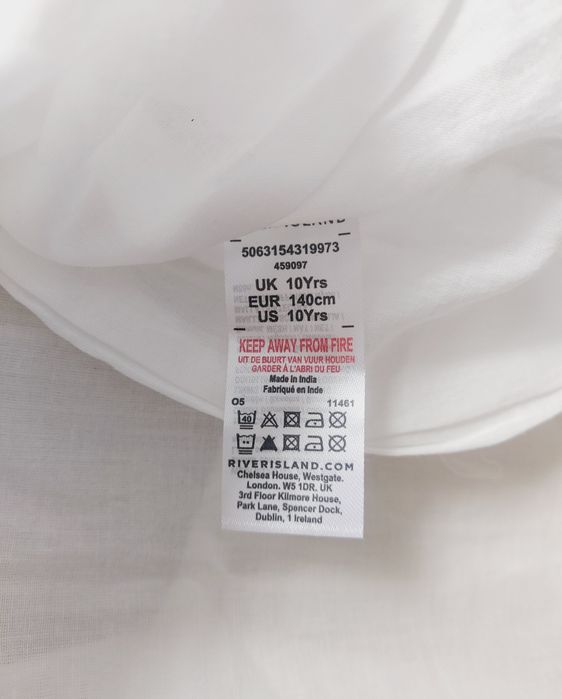 5063154319973
459097
UK 10Yrs
EUR 140cm
US 10Yrs
KEEP AWAY FROM FIRE
UIT DE BUURT VAN VUUR HOUDEN
GARDER À L'ABRI DU FEU
Made in India
Fabriqué en Inde
O5 11461
40
RIVERISLAND.COM
Chelsea House, Westgate.
London. W5 1DR. UK
3rd Floor Kilmore House,
Park Lane, Spencer Dock,
Dublin, 1 Ireland